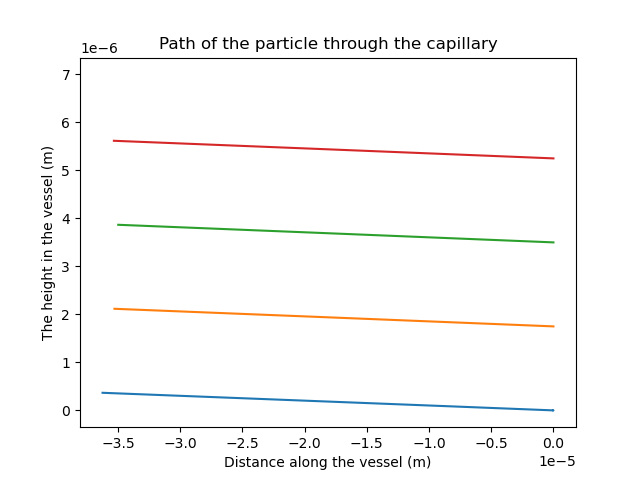 Path of the particle through the capillary
1e−6
7
6
5
4
3
2
1
0
The height in the vessel (m)
−3.5 −3.0 −2.5 −2.0 −1.5 −1.0 −0.5 0.0
Distance along the vessel (m)
1e−5